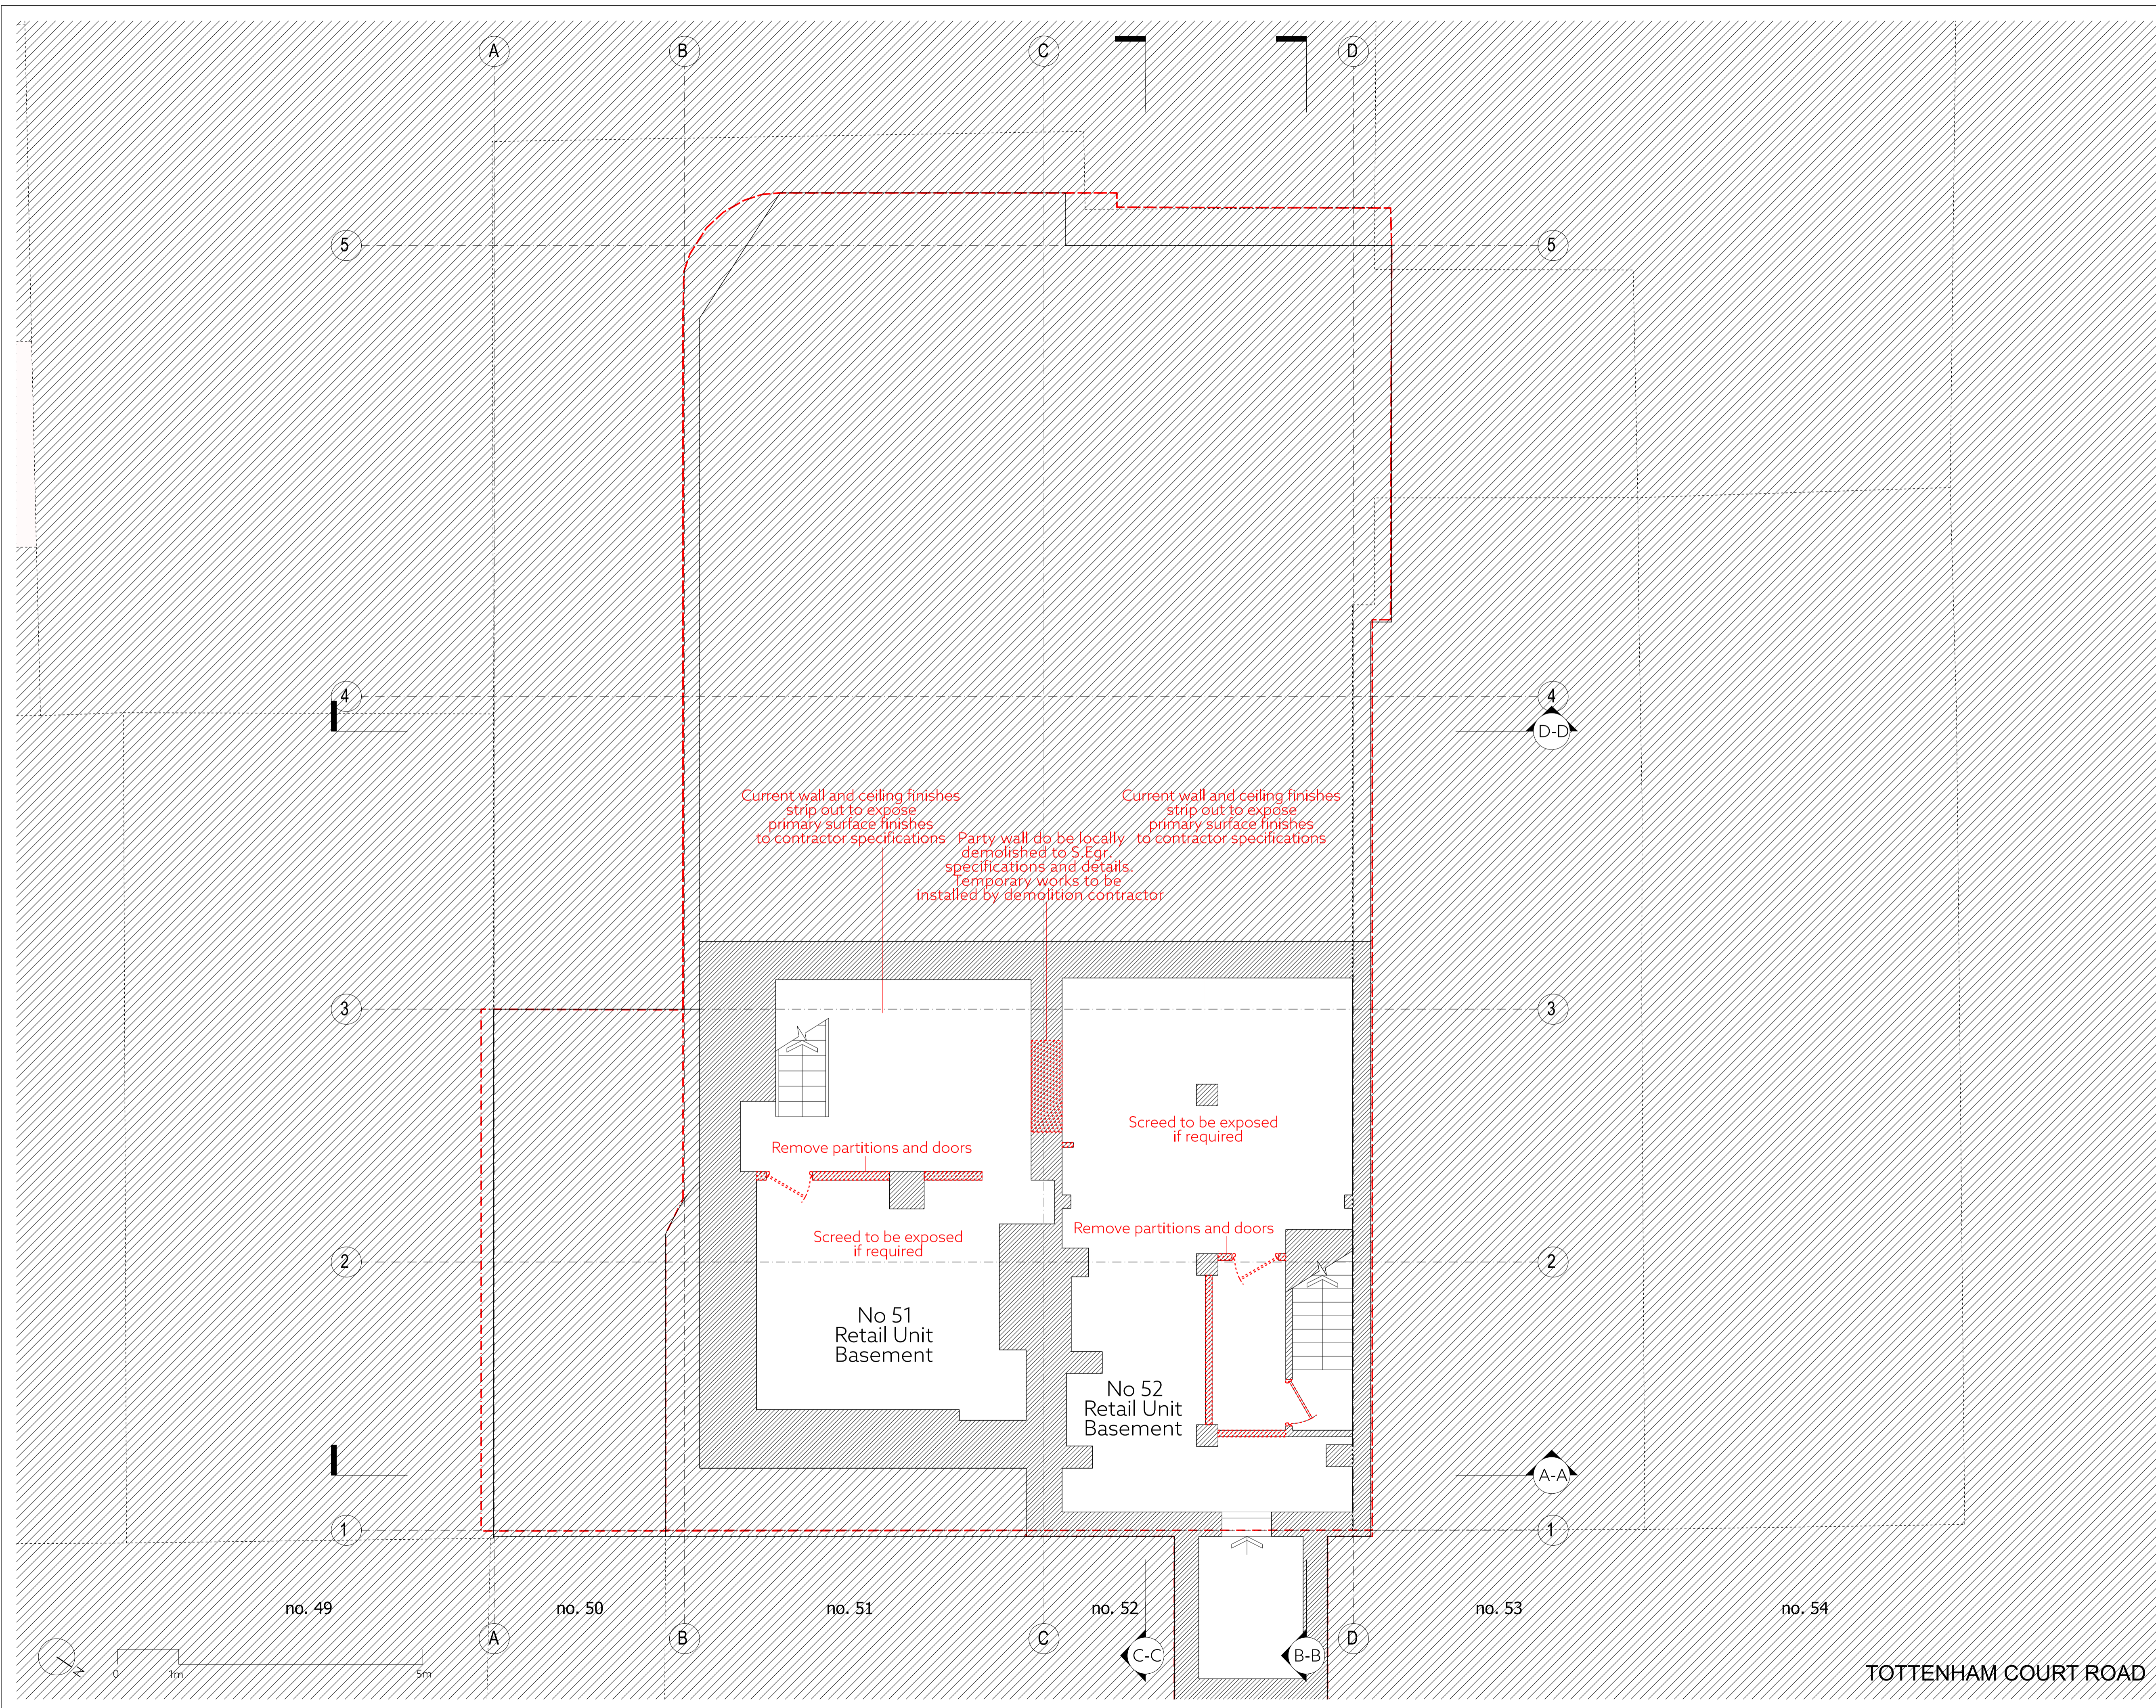 A
B
C
D
5
5
4
4
D-D
Current wall and ceiling finishes
strip out to expose
primary surface finishes
to contractor specifications
Party wall do be locally
demolished to S.Egr.
specifications and details.
Temporary works to be
installed by demolition contractor
Current wall and ceiling finishes
strip out to expose
primary surface finishes
to contractor specifications
3
3
Screed to be exposed
if required
Remove partitions and doors
Remove partitions and doors
Screed to be exposed
if required
2
2
No 51
Retail Unit
Basement
No 52
Retail Unit
Basement
A-A
1
1
no. 49
no. 50
no. 51
no. 52
no. 53
no. 54
A
B
C
D
C-C
B-B
N
0
1m
5m
TOTTENHAM COURT ROAD